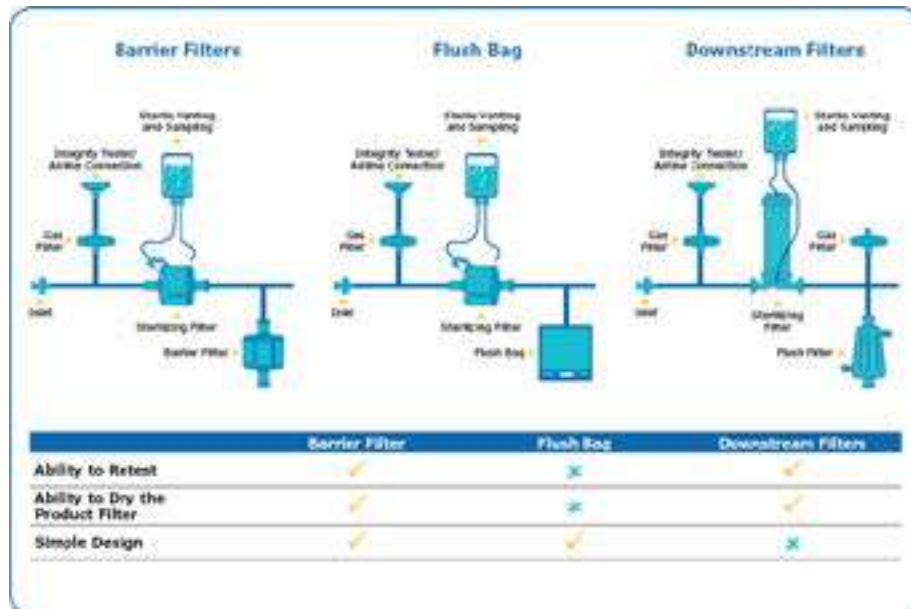 Barrier Filters
Flush Bag
Downstream Filters
Sterile Venting
and Sampling
Integrity Tester/
Airline Connection
Gas
Filter
Inlet
Sterilizing Filter
Barrier Filter
Sterile Venting
and Sampling
Integrity Tester/
Airline Connection
Gas
Filter
Inlet
Sterilizing Filter
Flush Bag
Sterile Venting
and Sampling
Integrity Tester/
Airline Connection
Gas
Filter
Gas
Filter
Inlet
Sterilizing
Filter
Flush Filter
Barrier Filter Flush Bag Downstream Filters
Ability to Retest ✓ × ✓
Ability to Dry the
Product Filter ✓ × ✓
Simple Design ✓ ✓ ×